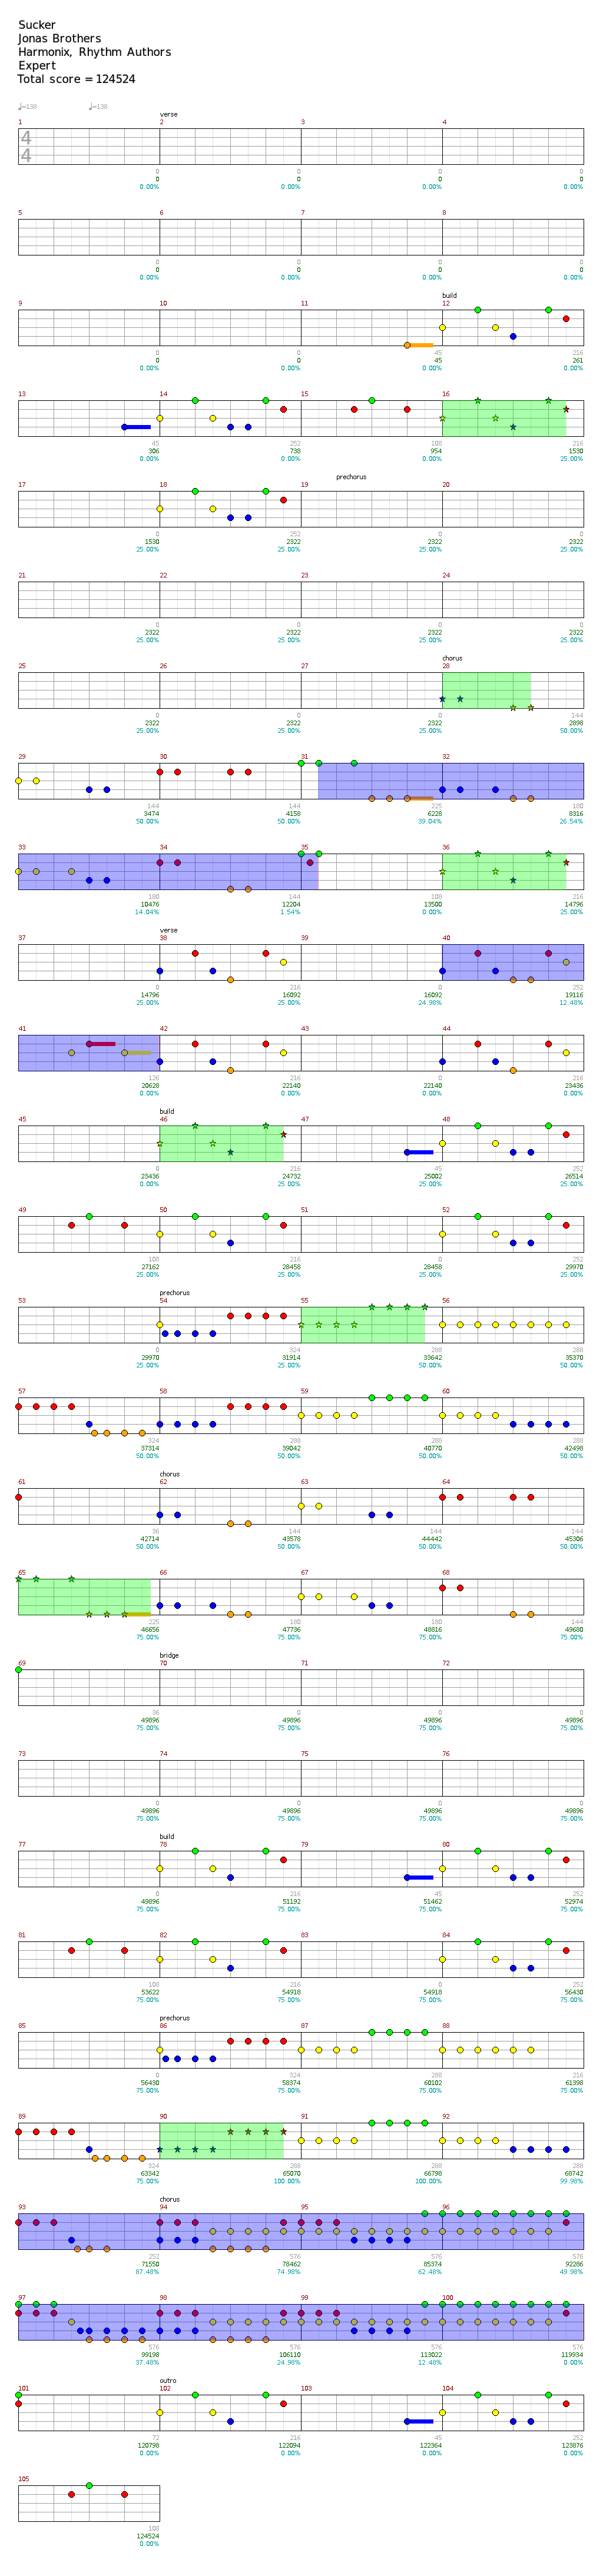 Sucker
Jonas Brothers
Harmonix, Rhythm Authors
Expert
Total score = 124524
♩=138 ♩=138
verse
1 2 3 4
4
4
0 0 0 0
0 0 0 0
0.00% 0.00% 0.00% 0.00%
5 6 7 8
0 0 0 0
0 0 0 0
0.00% 0.00% 0.00% 0.00%
build
9 10 11 12
0 0 45 216
0 0 45 261
0.00% 0.00% 0.00% 0.00%
13 14 15 16
45 252 108 216
306 738 954 1530
0.00% 0.00% 0.00% 25.00%
prechorus
17 18 19 20
0 252 0 0
1530 2322 2322 2322
25.00% 25.00% 25.00% 25.00%
21 22 23 24
0 0 0 0
2322 2322 2322 2322
25.00% 25.00% 25.00% 25.00%
chorus
25 26 27 28
0 0 0 144
2322 2322 2322 2898
25.00% 25.00% 25.00% 50.00%
29 30 31 32
144 144 225 180
3474 4158 6228 8316
50.00% 50.00% 39.04% 26.54%
33 34 35 36
180 144 108 216
10476 12204 13500 14796
14.04% 1.54% 0.00% 25.00%
verse
37 38 39 40
0 216 0 252
14796 16092 16092 19116
25.00% 25.00% 24.98% 12.48%
41 42 43 44
126 216 0 216
20628 22140 22140 23436
0.00% 0.00% 0.00% 0.00%
build
45 46 47 48
0 216 45 252
23436 24732 25002 26514
0.00% 25.00% 25.00% 25.00%
49 50 51 52
108 216 0 252
27162 28458 28458 29970
25.00% 25.00% 25.00% 25.00%
prechorus
53 54 55 56
0 324 288 288
29970 31914 33642 35370
25.00% 25.00% 50.00% 50.00%
57 58 59 60
324 288 288 288
37314 39042 40770 42498
50.00% 50.00% 50.00% 50.00%
chorus
61 62 63 64
36 144 144 144
42714 43578 44442 45306
50.00% 50.00% 50.00% 50.00%
65 66 67 68
225 180 180 144
46656 47736 48816 49680
75.00% 75.00% 75.00% 75.00%
bridge
69 70 71 72
36 0 0 0
49896 49896 49896 49896
75.00% 75.00% 75.00% 75.00%
73 74 75 76
0 0 0 0
49896 49896 49896 49896
75.00% 75.00% 75.00% 75.00%
build
77 78 79 80
0 216 45 252
49896 51192 51462 52974
75.00% 75.00% 75.00% 75.00%
81 82 83 84
108 216 0 252
53622 54918 54918 56430
75.00% 75.00% 75.00% 75.00%
prechorus
85 86 87 88
0 324 288 216
56430 58374 60102 61398
75.00% 75.00% 75.00% 75.00%
89 90 91 92
324 288 288 288
63342 65070 66798 68742
75.00% 100.00% 100.00% 99.98%
chorus
93 94 95 96
252 576 576 576
71550 78462 85374 92286
87.48% 74.98% 62.48% 49.98%
97 98 99 100
576 576 576 576
99198 106110 113022 119934
37.48% 24.98% 12.48% 0.00%
outro
101 102 103 104
72 216 45 252
120798 122094 122364 123876
0.00% 0.00% 0.00% 0.00%
105
108
124524
0.00%